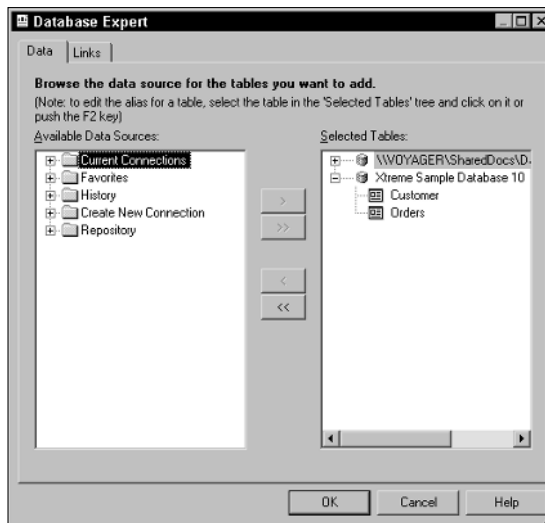 Database Expert
Data Links
Browse the data source for the tables you want to add.
(Note: to edit the alias for a table, select the table in the 'Selected Tables' tree and click on it or
push the F2 key)
Available Data Sources: Selected Tables:
Current Connections
Favorites
History
Create New Connection
Repository
>
>>
<
<<
\\VOYAGER\SharedDocs\D.
Xtreme Sample Database 10
Customer
Orders
OK Cancel Help